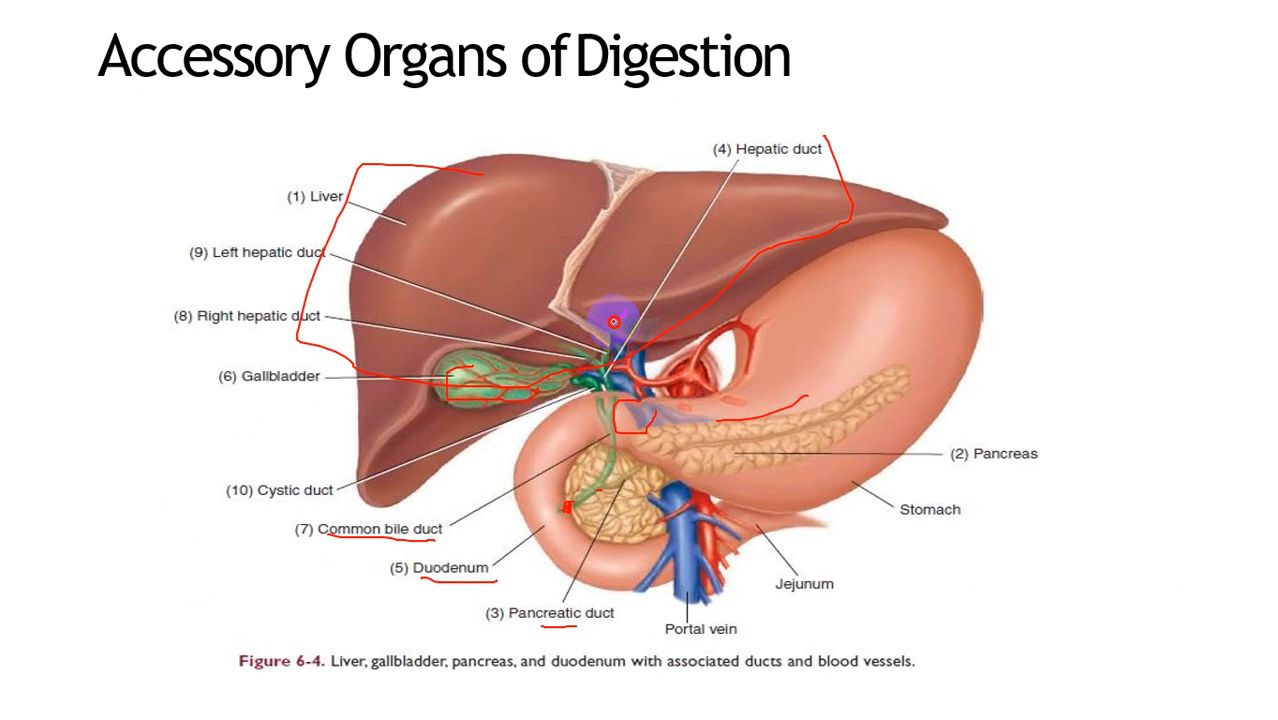 Accessory Organs of Digestion
(4) Hepatic duct
(1) Liver
(9) Left hepatic duct
(8) Right hepatic duct
(6) Gallbladder
(2) Pancreas
(10) Cystic duct
Stomach
(7) Common bile duct
(5) Duodenum
Jejunum
(3) Pancreatic duct
Portal vein
Figure 6-4. Liver, gallbladder, pancreas, and duodenum with associated ducts and blood vessels.